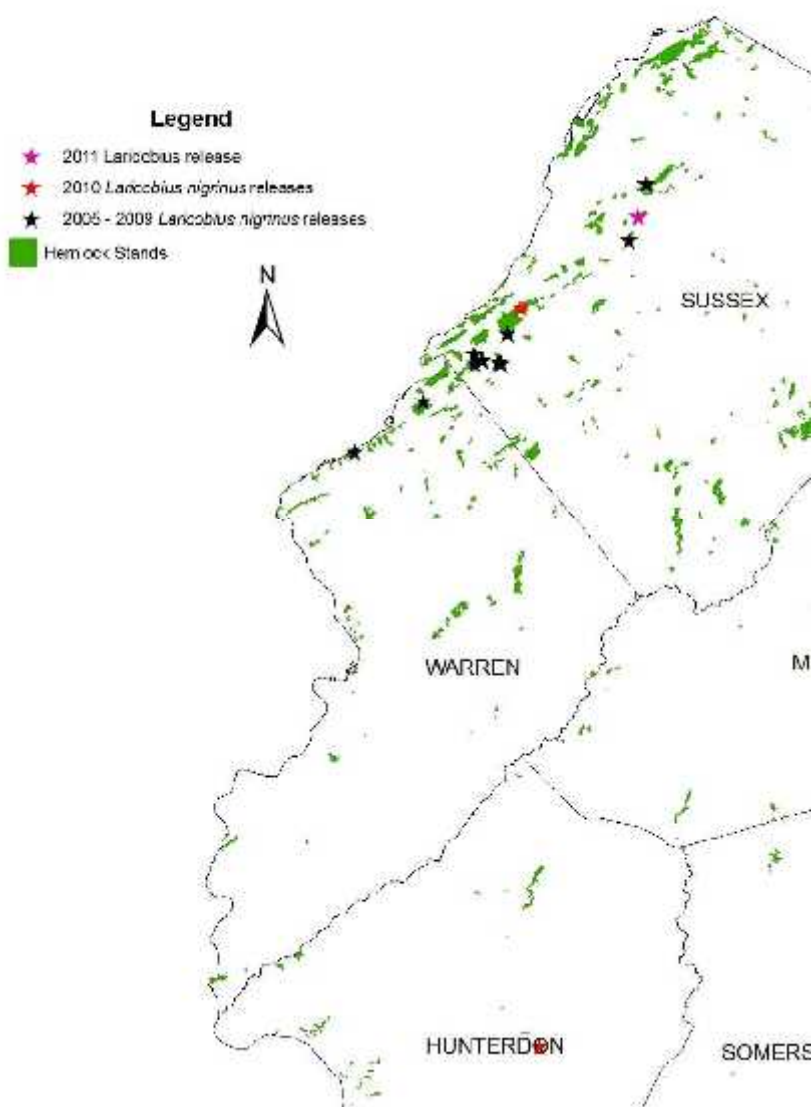 Legend
2011 Laricobius release
2010 Laricobius nigrinus releases
2005 - 2009 Laricobius nigrinus releases
Hemlock Stands
N
SUSSEX
WARREN
M
HUNTERDON
SOMERS